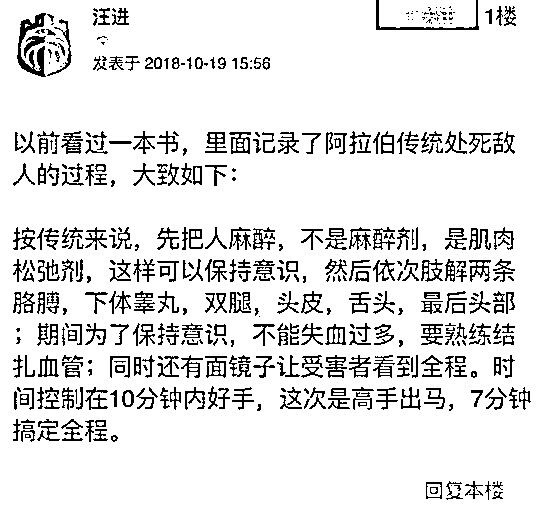 汪进
1楼
发表于 2018-10-19 15:56
以前看过一本书，里面记录了阿拉伯传统处死敌
人的过程，大致如下：
按传统来说，先把人麻醉，不是麻醉剂，是肌肉
松弛剂，这样可以保持意识，然后依次肢解两条
胳膊，下体睾丸，双腿，头皮，舌头，最后头部
；期间为了保持意识，不能失血过多，要熟练结
扎血管；同时还有面镜子让受害者看到全程。时
间控制在10分钟内好手，这次是高手出马，7分钟
搞定全程。
回复本楼